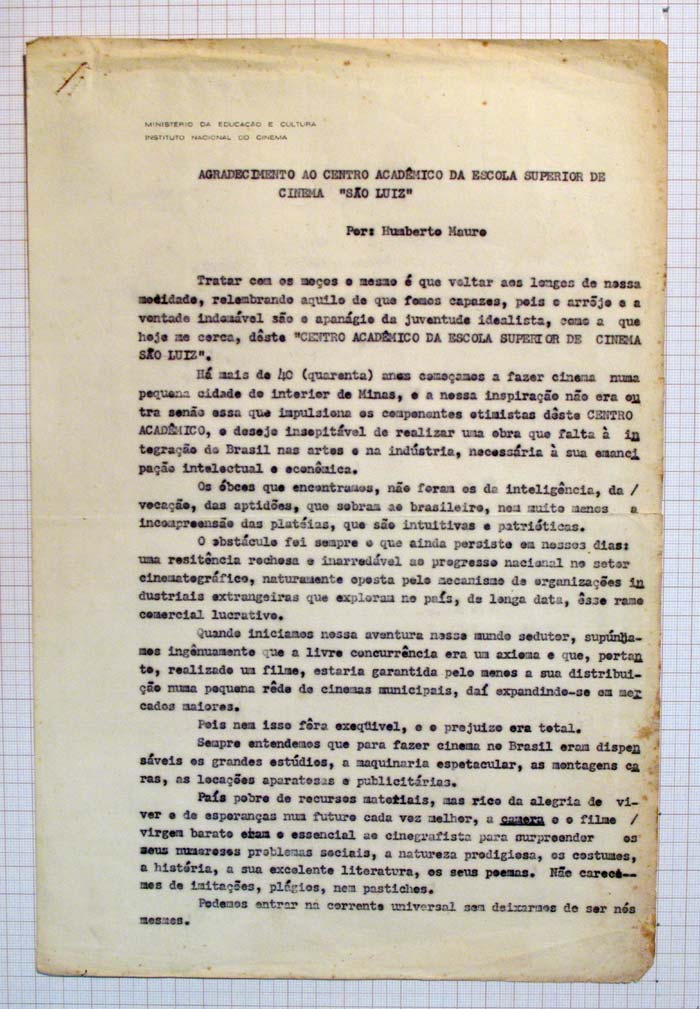 MINISTÉRIO DA EDUCAÇÃO E CULTURA
INSTITUTO NACIONAL DO CINEMA
AGRADECIMENTO AO CENTRO ACADÊMICO DA ESCOLA SUPERIOR DE
CINEMA "SÃO LUIZ"
Por: Humberto Mauro
Tratar com os moços o mesmo é que voltar aos longes de nossa
mocidade, relembrando aquilo de que fomos capazes, pois o arrôjo e a
vontade indomável são o apanágio da juventude idealista, como a que
hoje me cerca, dêste "CENTRO ACADÊMICO DA ESCOLA SUPERIOR DE CINEMA
SÃO LUIZ".
Há mais de 40 (quarenta) anos começamos a fazer cinema numa
pequena cidade do interior de Minas, e a nossa inspiração não era ou
tra senão essa que impulsiona os componentes otimistas dêste CENTRO
ACADÊMICO, o desejo insopitável de realizar uma obra que falta à in
tegração do Brasil nas artes e na indústria, necessária à sua emanci
pação intelectual e econômica.
Os óbces que encontramos, não foram os da inteligência, da /
vocação, das aptidões, que sobram ao brasileiro, nem muito menos a
incompreensão das platéias, que são intuitivas e patrióticas.
O obstáculo foi sempre o que ainda persiste em nossos dias:
uma resitência rochosa e inarredável ao progresso nacional no setor
cinematográfico, naturamente oposta pelo mecanismo de organizações in
dustriais extrangeiras que exploram no país, de longa data, êsse ramo
comercial lucrativo.
Quando iniciamos nossa aventura nesse mundo sedutor, supúnha-
mos ingênuamente que a livre concurrência era um axioma e que, portan
to, realizado um filme, estaria garantida pelo menos a sua distribui-
ção numa pequena rêde de cinemas municipais, daí expandindo-se em mer
cados maiores.
Pois nem isso fôra exeqüivel, e o prejuizo era total.
Sempre entendemos que para fazer cinema no Brasil eram dispen
sáveis os grandes estúdios, a maquinaria espetacular, as montagens ca
ras, as locações aparatosas e publicitárias.
País pobre de recursos materiais, mas rico da alegria de vi-
ver e de esperanças num futuro cada vez melhor, a camera e o filme /
virgem barato eram o essencial ao cinegrafista para surpreender os
seus numerosos problemas sociais, a natureza prodigiosa, os costumes,
a história, a sua excelente literatura, os seus poemas. Não carecê--
mos de imitações, plágios, nem pastiches.
Podemos entrar na corrente universal sem deixarmos de ser nós
mesmos.